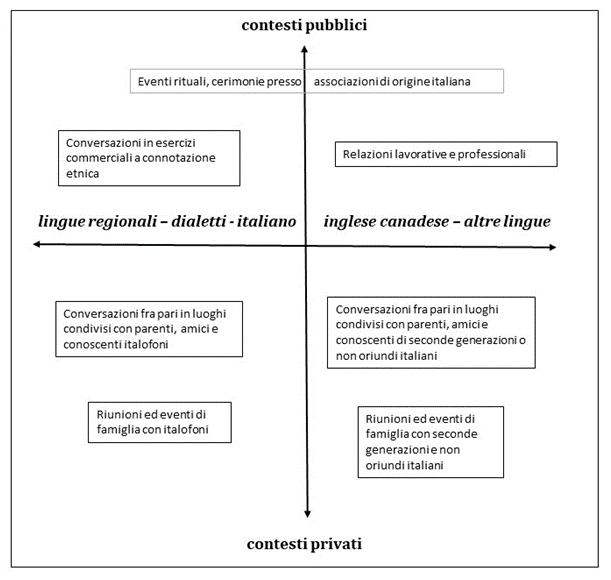 contesti pubblici
Eventi rituali, cerimonie presso associazioni di origine italiana
Conversazioni in esercizi
commerciali a connotazione
etnica
Relazioni lavorative e professionali
lingue regionali – dialetti - italiano
inglese canadese – altre lingue
Conversazioni fra pari in luoghi
condivisi con parenti, amici e
conoscenti italofoni
Conversazioni fra pari in luoghi
condivisi con parenti, amici e
conoscenti di seconde generazioni o
non oriundi italiani
Riunioni ed eventi di
famiglia con italofoni
Riunioni ed eventi di
famiglia con seconde
generazioni e non
oriundi italiani
contesti privati